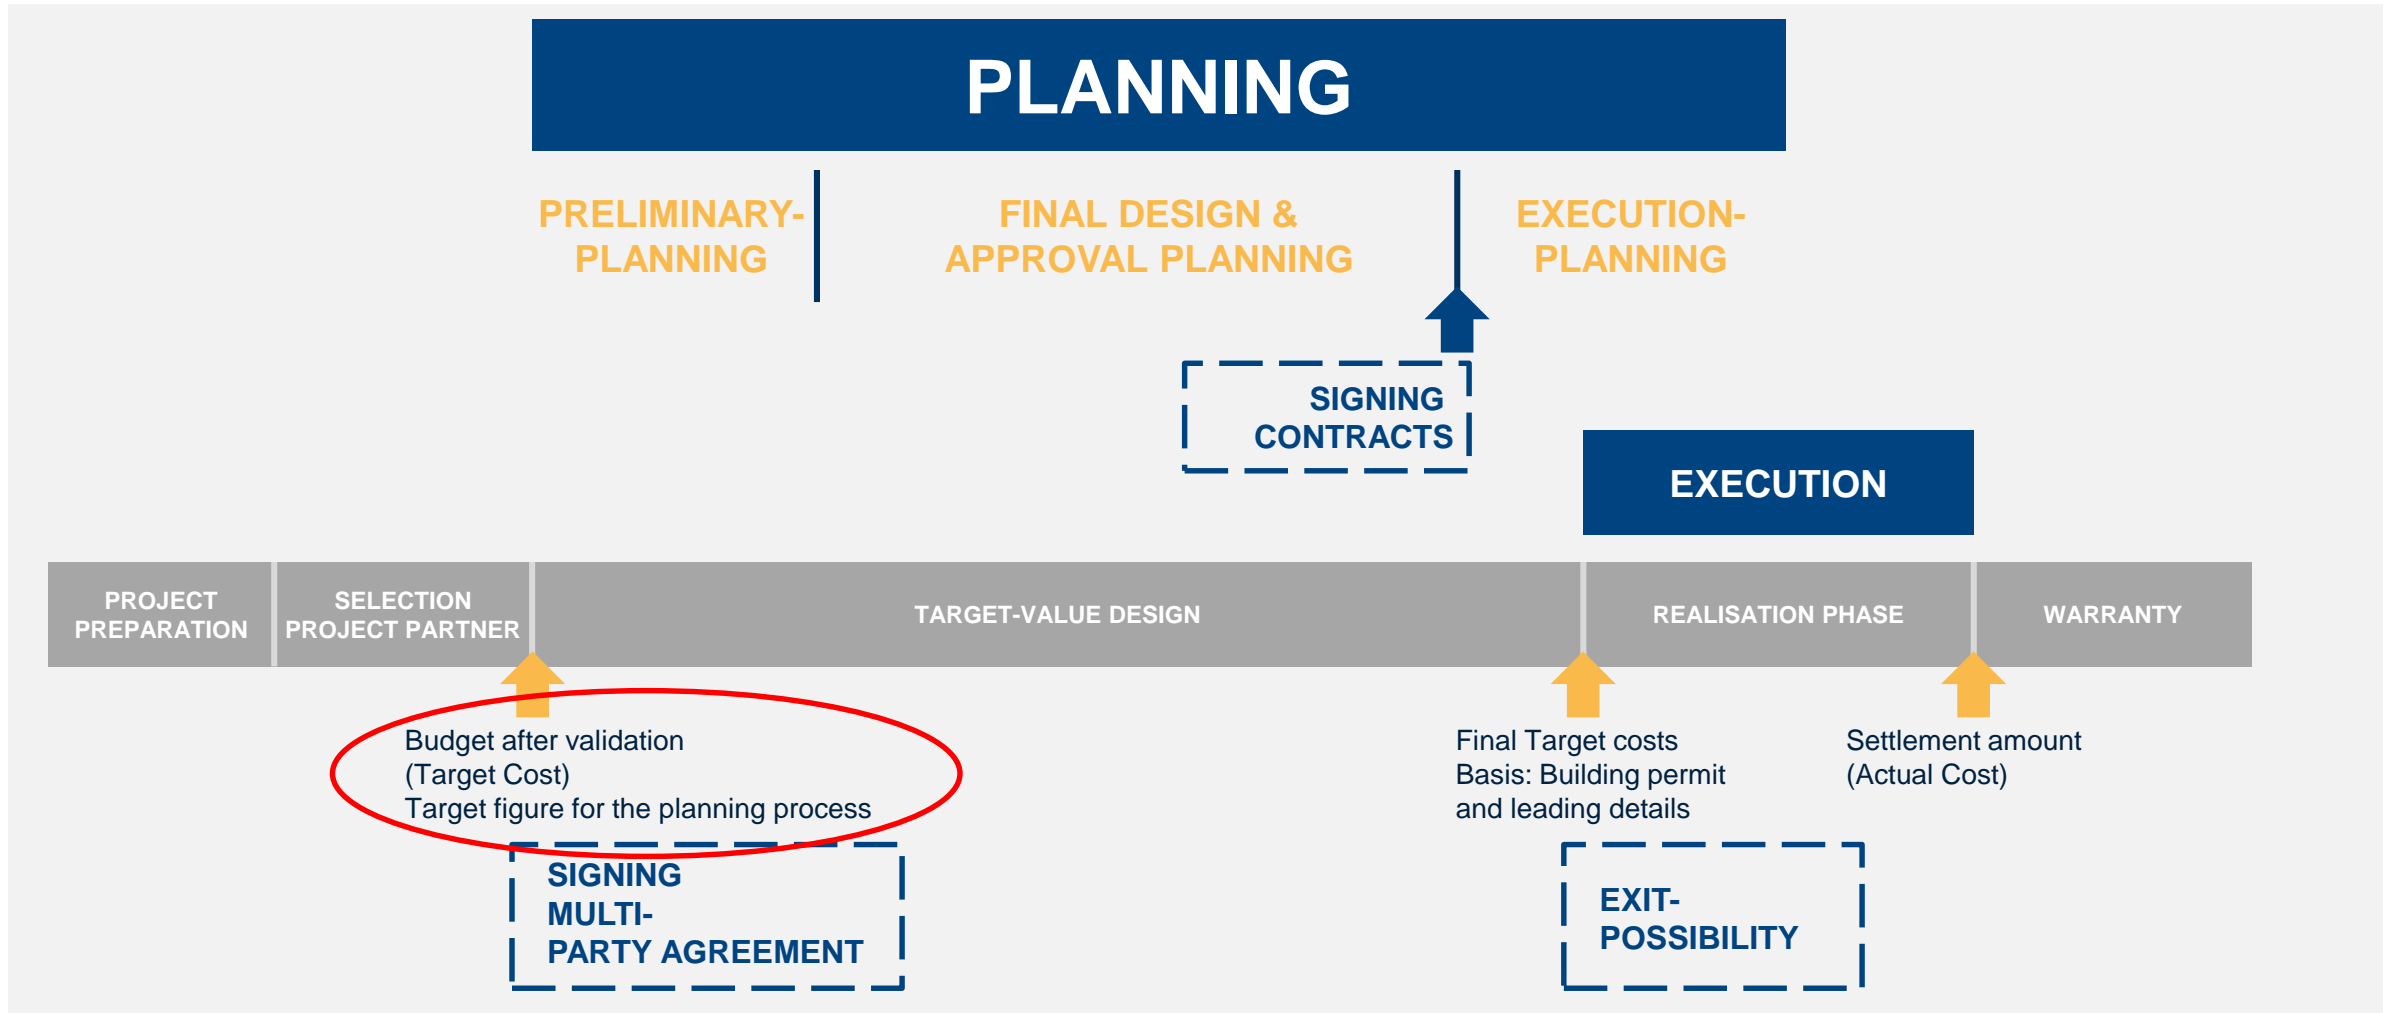 PLANNING
PRELIMINARY-
PLANNING
FINAL DESIGN &
APPROVAL PLANNING
EXECUTION-
PLANNING
SIGNING
CONTRACTS
EXECUTION
PROJECT
PREPARATION
SELECTION
PROJECT PARTNER
TARGET-VALUE DESIGN
REALISATION PHASE
WARRANTY
Budget after validation
(Target Cost)
Target figure for the planning process
Final Target costs
Basis: Building permit
and leading details
Settlement amount
(Actual Cost)
SIGNING
MULTI-
PARTY AGREEMENT
EXIT-
POSSIBILITY